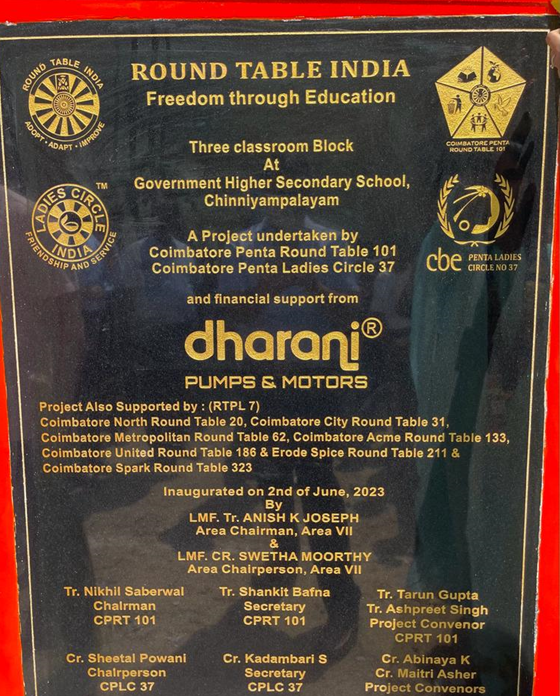 ROUND TABLE INDIA
ADOPT • ADAPT • IMPROVE
ROUND TABLE INDIA
Freedom through Education
COIMBATORE PENTA
ROUND TABLE 101
Three classroom Block
At
Government Higher Secondary School,
Chinniyampalayam
TM
ADIES CIRCLE
INDIA
FRIENDSHIP AND SERVICE
cbe PENTA LADIES
CIRCLE NO 37
A Project undertaken by
Coimbatore Penta Round Table 101
Coimbatore Penta Ladies Circle 37
and financial support from
dharani®
PUMPS & MOTORS
Project Also Supported by : (RTPL 7)
Coimbatore North Round Table 20, Coimbatore City Round Table 31,
Coimbatore Metropolitan Round Table 62, Coimbatore Acme Round Table 133,
Coimbatore United Round Table 186 & Erode Spice Round Table 211 &
Coimbatore Spark Round Table 323
Inaugurated on 2nd of June, 2023
By
LMF. Tr. ANISH K JOSEPH
Area Chairman, Area VII
&
LMF. CR. SWETHA MOORTHY
Area Chairperson, Area VII
Tr. Nikhil Saberwal
Chairman
CPRT 101
Tr. Shankit Bafna
Secretary
CPRT 101
Tr. Tarun Gupta
Tr. Ashpreet Singh
Project Convenor
CPRT 101
Cr. Sheetal Powani
Chairperson
CPLC 37
Cr. Kadambari S
Secretary
CPLC 37
Cr. Abinaya K
Cr. Maitri Asher
Project Convenors